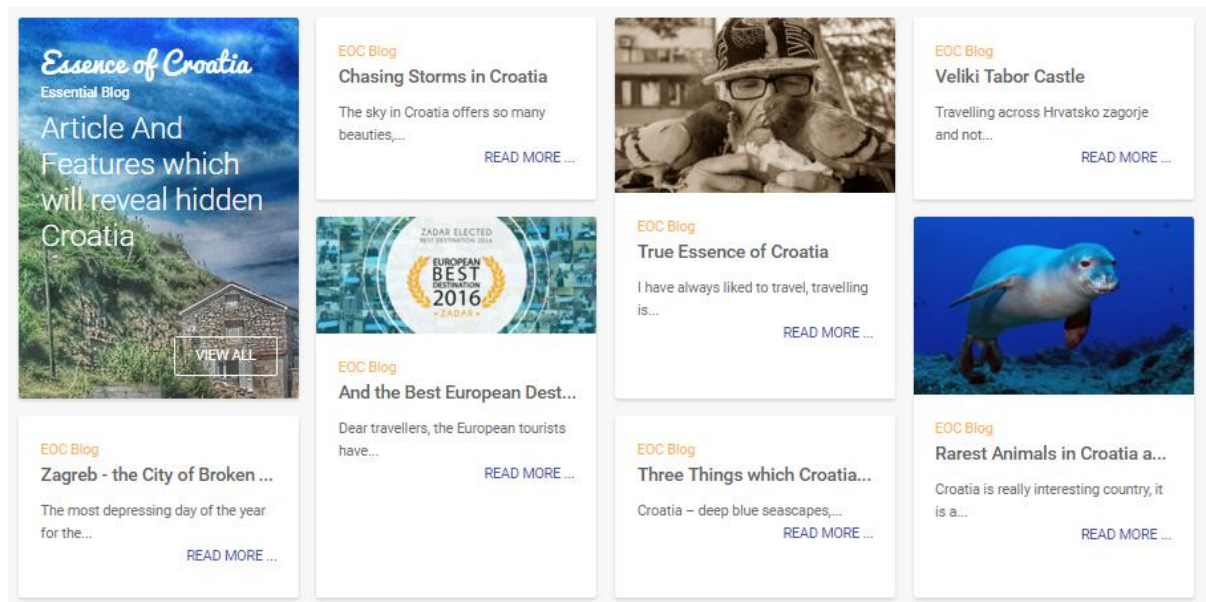 Essence of Croatia
Essential Blog
Article And
Features which
will reveal hidden
Croatia
VIEW ALL
EOC Blog
Zagreb - the City of Broken ...
The most depressing day of the year
for the...
READ MORE ...
EOC Blog
Chasing Storms in Croatia
The sky in Croatia offers so many
beauties,...
READ MORE ...
ZADAR ELECTED
BEST DESTINATION 2016
EUROPEAN
BEST
DESTINATION
2016
ZADAR
EOC Blog
And the Best European Dest...
Dear travellers, the European tourists
have...
READ MORE ...
EOC Blog
True Essence of Croatia
I have always liked to travel, travelling
is...
READ MORE ...
EOC Blog
Three Things which Croatia...
Croatia – deep blue seascapes,...
READ MORE ...
EOC Blog
Veliki Tabor Castle
Travelling across Hrvatsko zagorje
and not...
READ MORE ...
EOC Blog
Rarest Animals in Croatia a...
Croatia is really interesting country, it
is a...
READ MORE ...